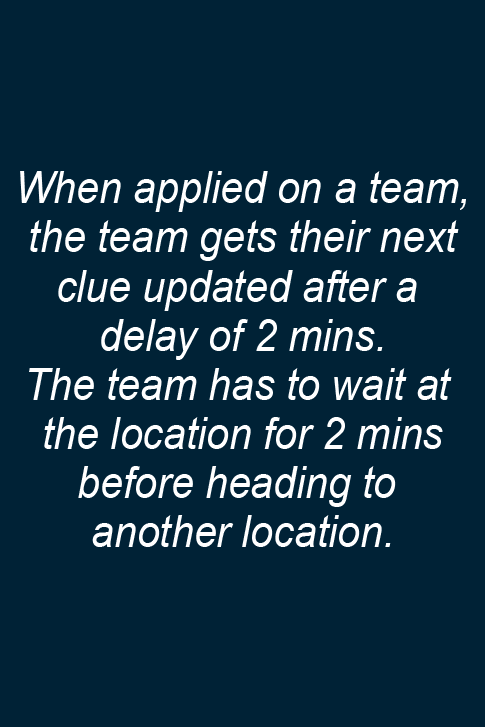 When applied on a team,
the team gets their next
clue updated after a
delay of 2 mins.
The team has to wait at
the location for 2 mins
before heading to
another location.